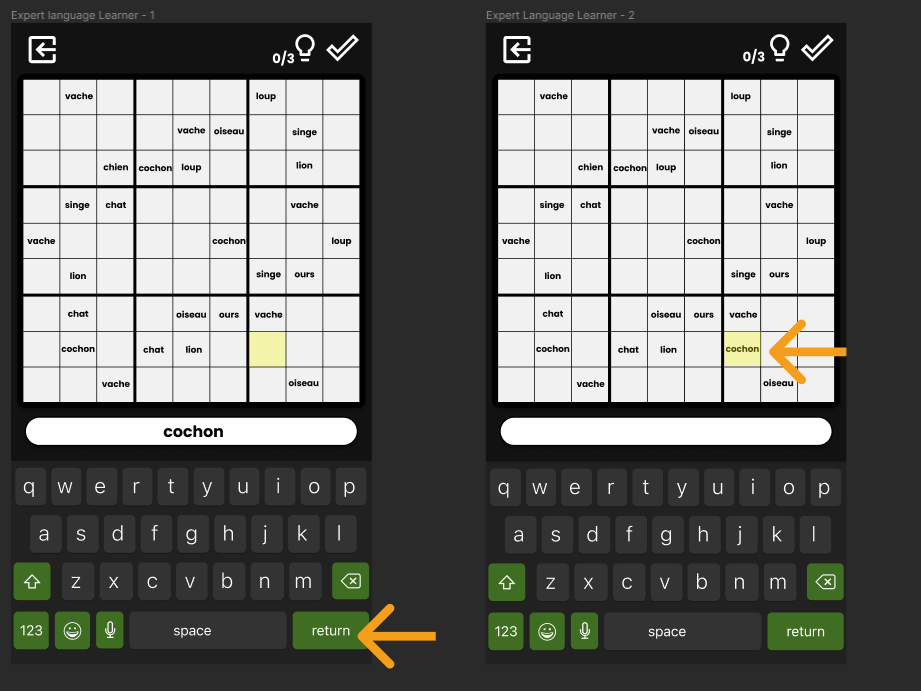 Expert language Learner - 1
0/3
vache loup
vache oiseau singe
chien cochon loup lion
singe chat vache
vache cochon loup
lion singe ours
chat oiseau ours vache
cochon chat lion
vache oiseau
cochon
q w e r t y u i o p
a s d f g h j k l
z x c v b n m
123 space return
Expert Language Learner - 2
0/3
vache loup
vache oiseau singe
chien cochon loup lion
singe chat vache
vache cochon loup
lion singe ours
chat oiseau ours vache
cochon chat lion cochon
vache oiseau
q w e r t y u i o p
a s d f g h j k l
z x c v b n m
123 space return